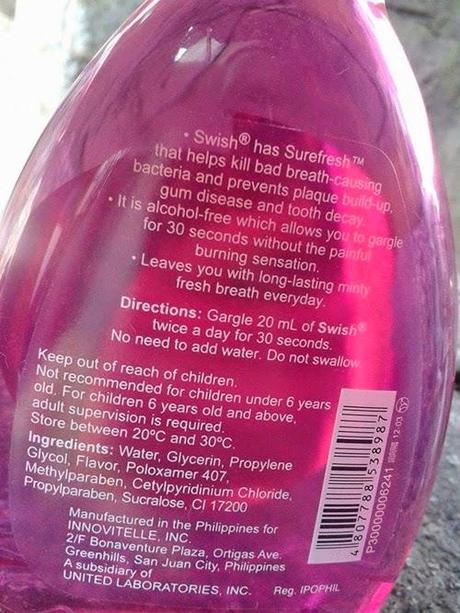 • Swish® has Surefresh™
that helps kill bad breath-causing
bacteria and prevents plaque build-up,
gum disease and tooth decay.
• It is alcohol-free which allows you to gargle
for 30 seconds without the painful
burning sensation.
• Leaves you with long-lasting minty
fresh breath everyday.
Directions: Gargle 20 mL of Swish®
twice a day for 30 seconds.
No need to add water. Do not swallow.
Keep out of reach of children.
Not recommended for children under 6 years
old. For children 6 years old and above,
adult supervision is required.
Store between 20ºC and 30ºC.
Ingredients: Water, Glycerin, Propylene
Glycol, Flavor, Poloxamer 407,
Methylparaben, Cetylpyridinium Chloride,
Propylparaben, Sucralose, CI 17200
Manufactured in the Philippines for
INNOVITELLE, INC.
2/F Bonaventure Plaza, Ortigas Ave.
Greenhills, San Juan City, Philippines
A subsidiary of
UNITED LABORATORIES, INC. Reg. IPOPHIL
4 807788 538987
P30000006241 12-03